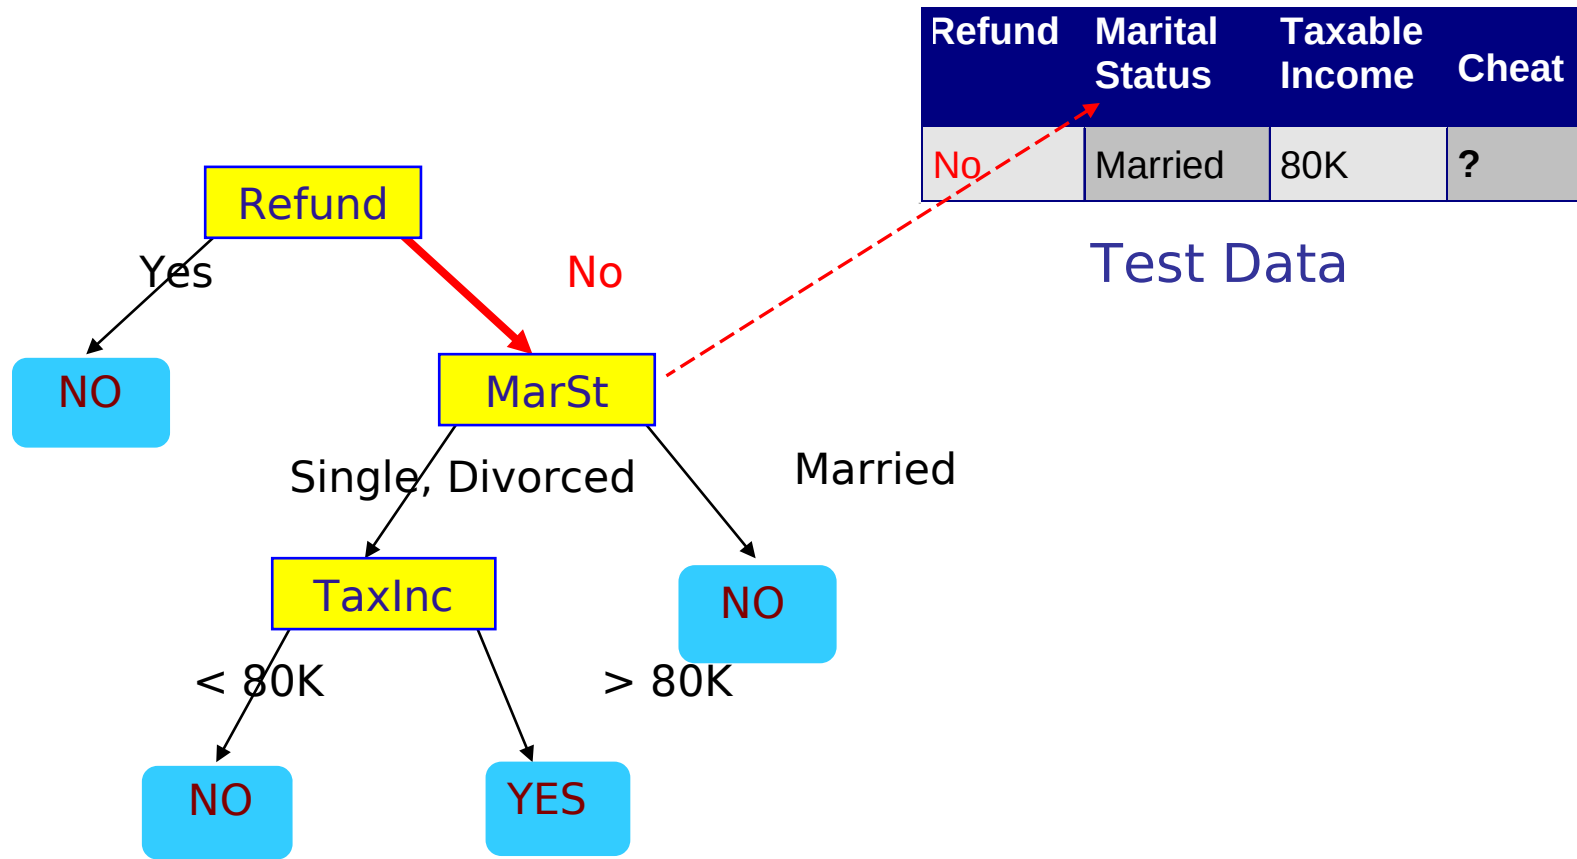 Refund Marital Status Taxable Income Cheat
No Married 80K ?
Test Data
Refund
Yes No
NO
MarSt
Single, Divorced Married
TaxInc
NO
< 80K > 80K
NO YES